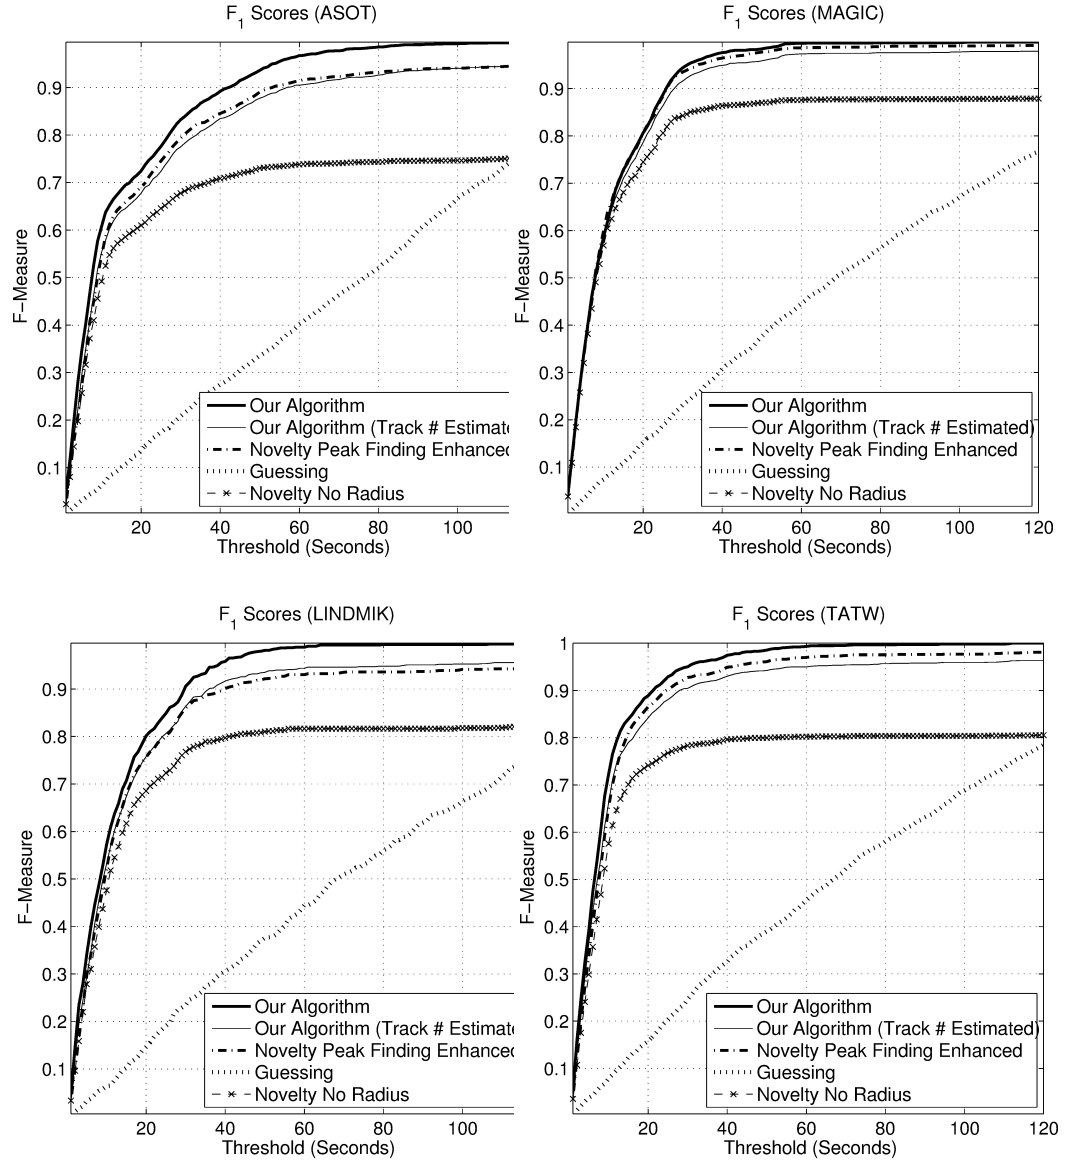 F1 Scores (ASOT)
0.9
0.8
0.7
0.6
0.5
0.4
0.3
0.2
0.1
F−Measure
Our Algorithm
Our Algorithm (Track # Estimate
Novelty Peak Finding Enhanced
Guessing
Novelty No Radius
20 40 60 80 100
Threshold (Seconds)
F1 Scores (MAGIC)
0.9
0.8
0.7
0.6
0.5
0.4
0.3
0.2
0.1
F−Measure
Our Algorithm
Our Algorithm (Track # Estimated)
Novelty Peak Finding Enhanced
Guessing
Novelty No Radius
20 40 60 80 100 120
Threshold (Seconds)
F1 Scores (LINDMIK)
0.9
0.8
0.7
0.6
0.5
0.4
0.3
0.2
0.1
F−Measure
Our Algorithm
Our Algorithm (Track # Estimate
Novelty Peak Finding Enhanced
Guessing
Novelty No Radius
20 40 60 80 100
Threshold (Seconds)
F1 Scores (TATW)
1
0.9
0.8
0.7
0.6
0.5
0.4
0.3
0.2
0.1
F−Measure
Our Algorithm
Our Algorithm (Track # Estimated)
Novelty Peak Finding Enhanced
Guessing
Novelty No Radius
20 40 60 80 100 120
Threshold (Seconds)